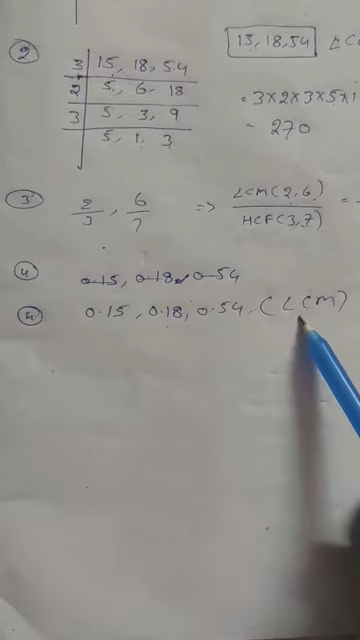 ② 3 | 15, 18, 54
2 | 5, 6, 18
3 | 5, 3, 9
5, 1, 3
15, 18, 54
= 3×2×3×5×1
= 270
③ 2/3 , 6/7 => LCM(2,6) / HCF(3,7) =
④ 0.15, 0.18, 0.54
④ 0.15, 0.18, 0.54. (LCM)